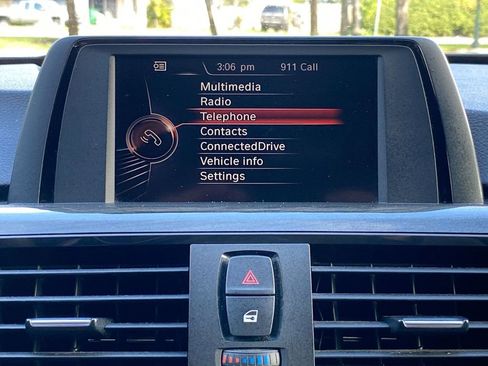 3:06 pm 911 Call
Multimedia
Radio
Telephone
Contacts
ConnectedDrive
Vehicle info
Settings